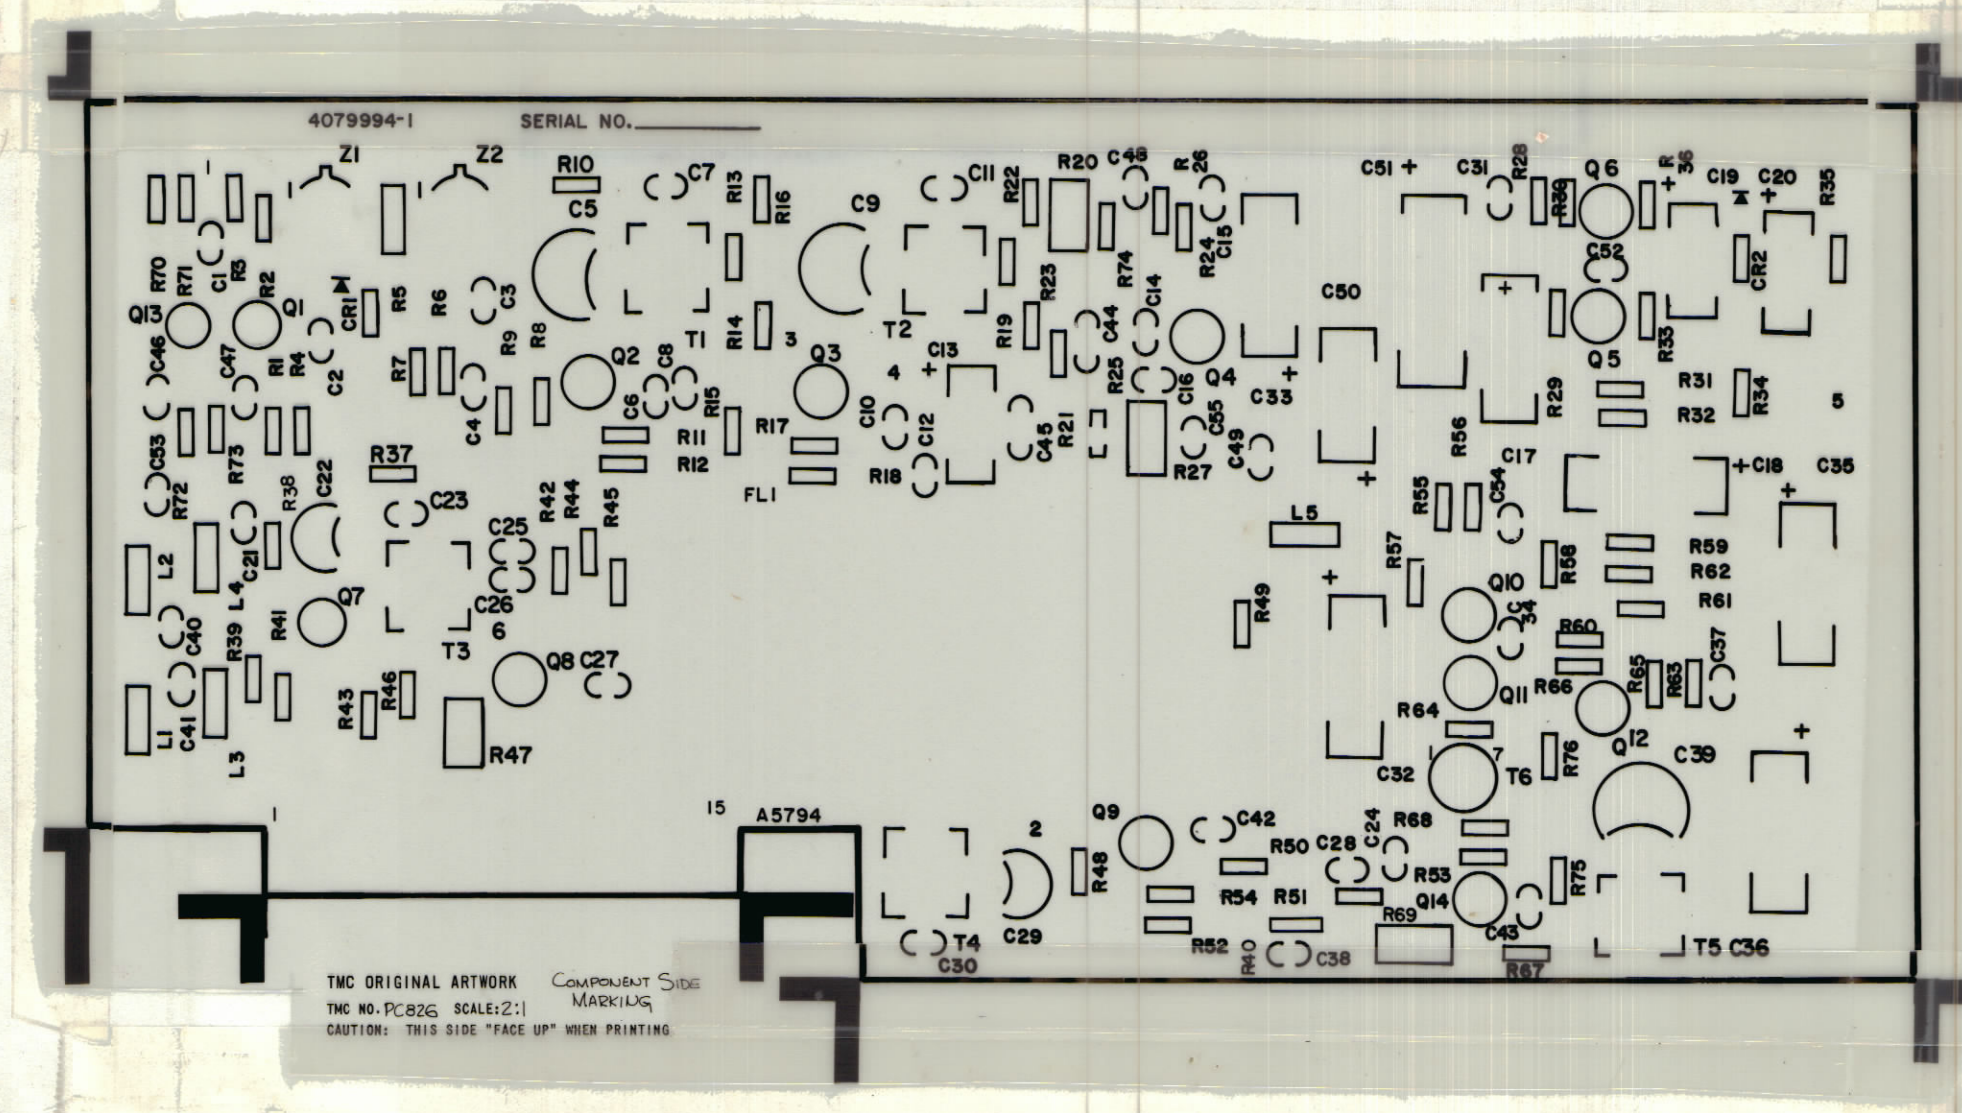 4079994-1 SERIAL NO.
Z1 Z2 R10 C7 R13 R16 C5 C9 C11 R22 R20 R26 C51 + C31 R28 Q6 R36 + C19 + C20 R35
R70 R71 C1 R3 R2 Q1 CR1 R5 R6 C3 R23 R74 C14 R24 C15 C50 C52 + CR2
Q13 C46 C47 R1 R4 C2 R7 R9 R8 Q2 C8 T1 R14 3 Q3 T2 R19 C44 R25 C16 Q4 + C33 Q5 R33
C13 + 4 C4 C6 R15 R11 R12 R17 C10 C12 R18 C45 R21 C55 R27 C49 R29 R31 R32 R34 5
C53 R72 R73 R38 C22 R37 C23 R42 R44 R45 FL1 + L5 R56 C17 R55 C54 + C18 C35 +
L2 L4 C21 C25 C26 6 R49 + R57 Q10 C34 R58 R59 R62 R61
C40 R39 R41 Q7 T3 Q8 C27 R60 R66 R65 R63 C37
L1 C41 L3 R43 R46 R47 R64 Q11 Q12 R76 C39 +
1 7 C32 T6
1 15 A5794
2 Q9 C42 R50 C28 C24 R68
R48 R54 R51 R53 Q14 R75
C29 T4 C30 R52 R40 C38 R69 C43 R67 T5 C36
TMC ORIGINAL ARTWORK COMPONENT SIDE
MARKING
TMC NO. PC826 SCALE:2:1
CAUTION: THIS SIDE "FACE UP" WHEN PRINTING